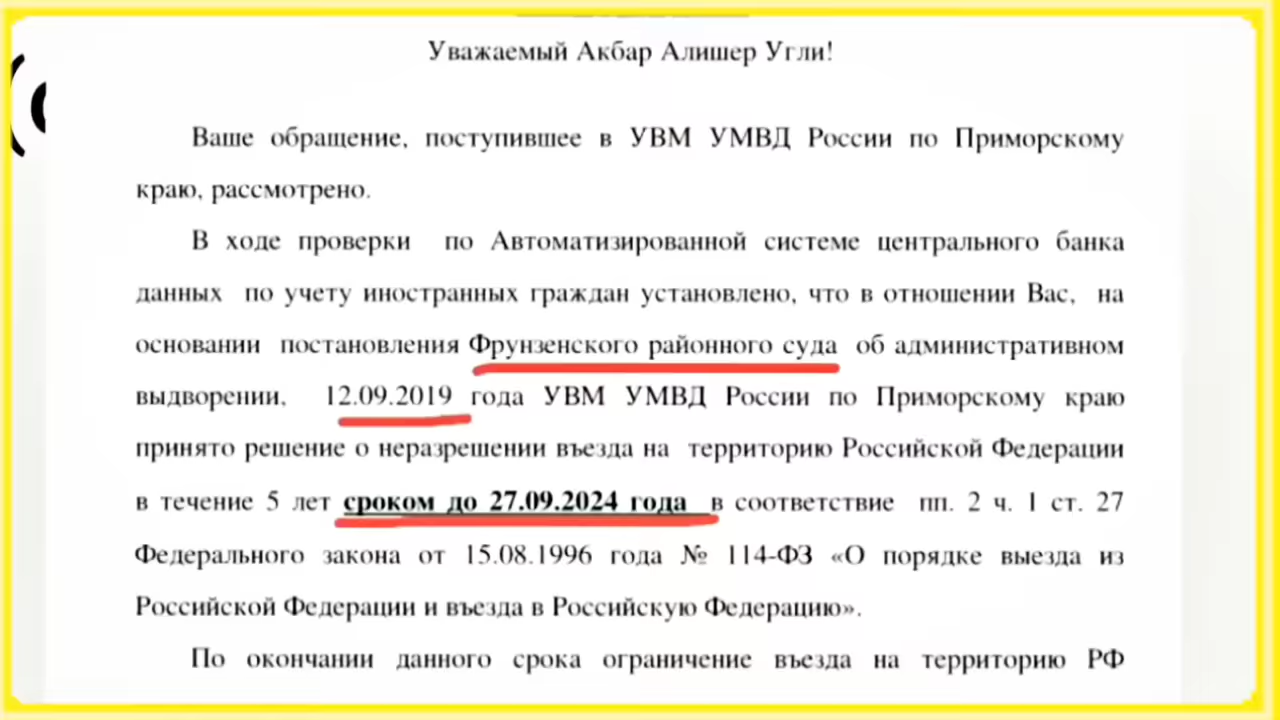 Уважаемый Акбар Алишер Угли!
Ваше обращение, поступившее в УВМ УМВД России по Приморскому
краю, рассмотрено.
В ходе проверки по Автоматизированной системе центрального банка
данных по учету иностранных граждан установлено, что в отношении Вас, на
основании постановления Фрунзенского районного суда об административном
выдворении, 12.09.2019 года УВМ УМВД России по Приморскому краю
принято решение о неразрешении въезда на территорию Российской Федерации
в течение 5 лет сроком до 27.09.2024 года в соответствие пп. 2 ч. 1 ст. 27
Федерального закона от 15.08.1996 года № 114-ФЗ «О порядке выезда из
Российской Федерации и въезда в Российскую Федерацию».
По окончании данного срока ограничение въезда на территорию РФ